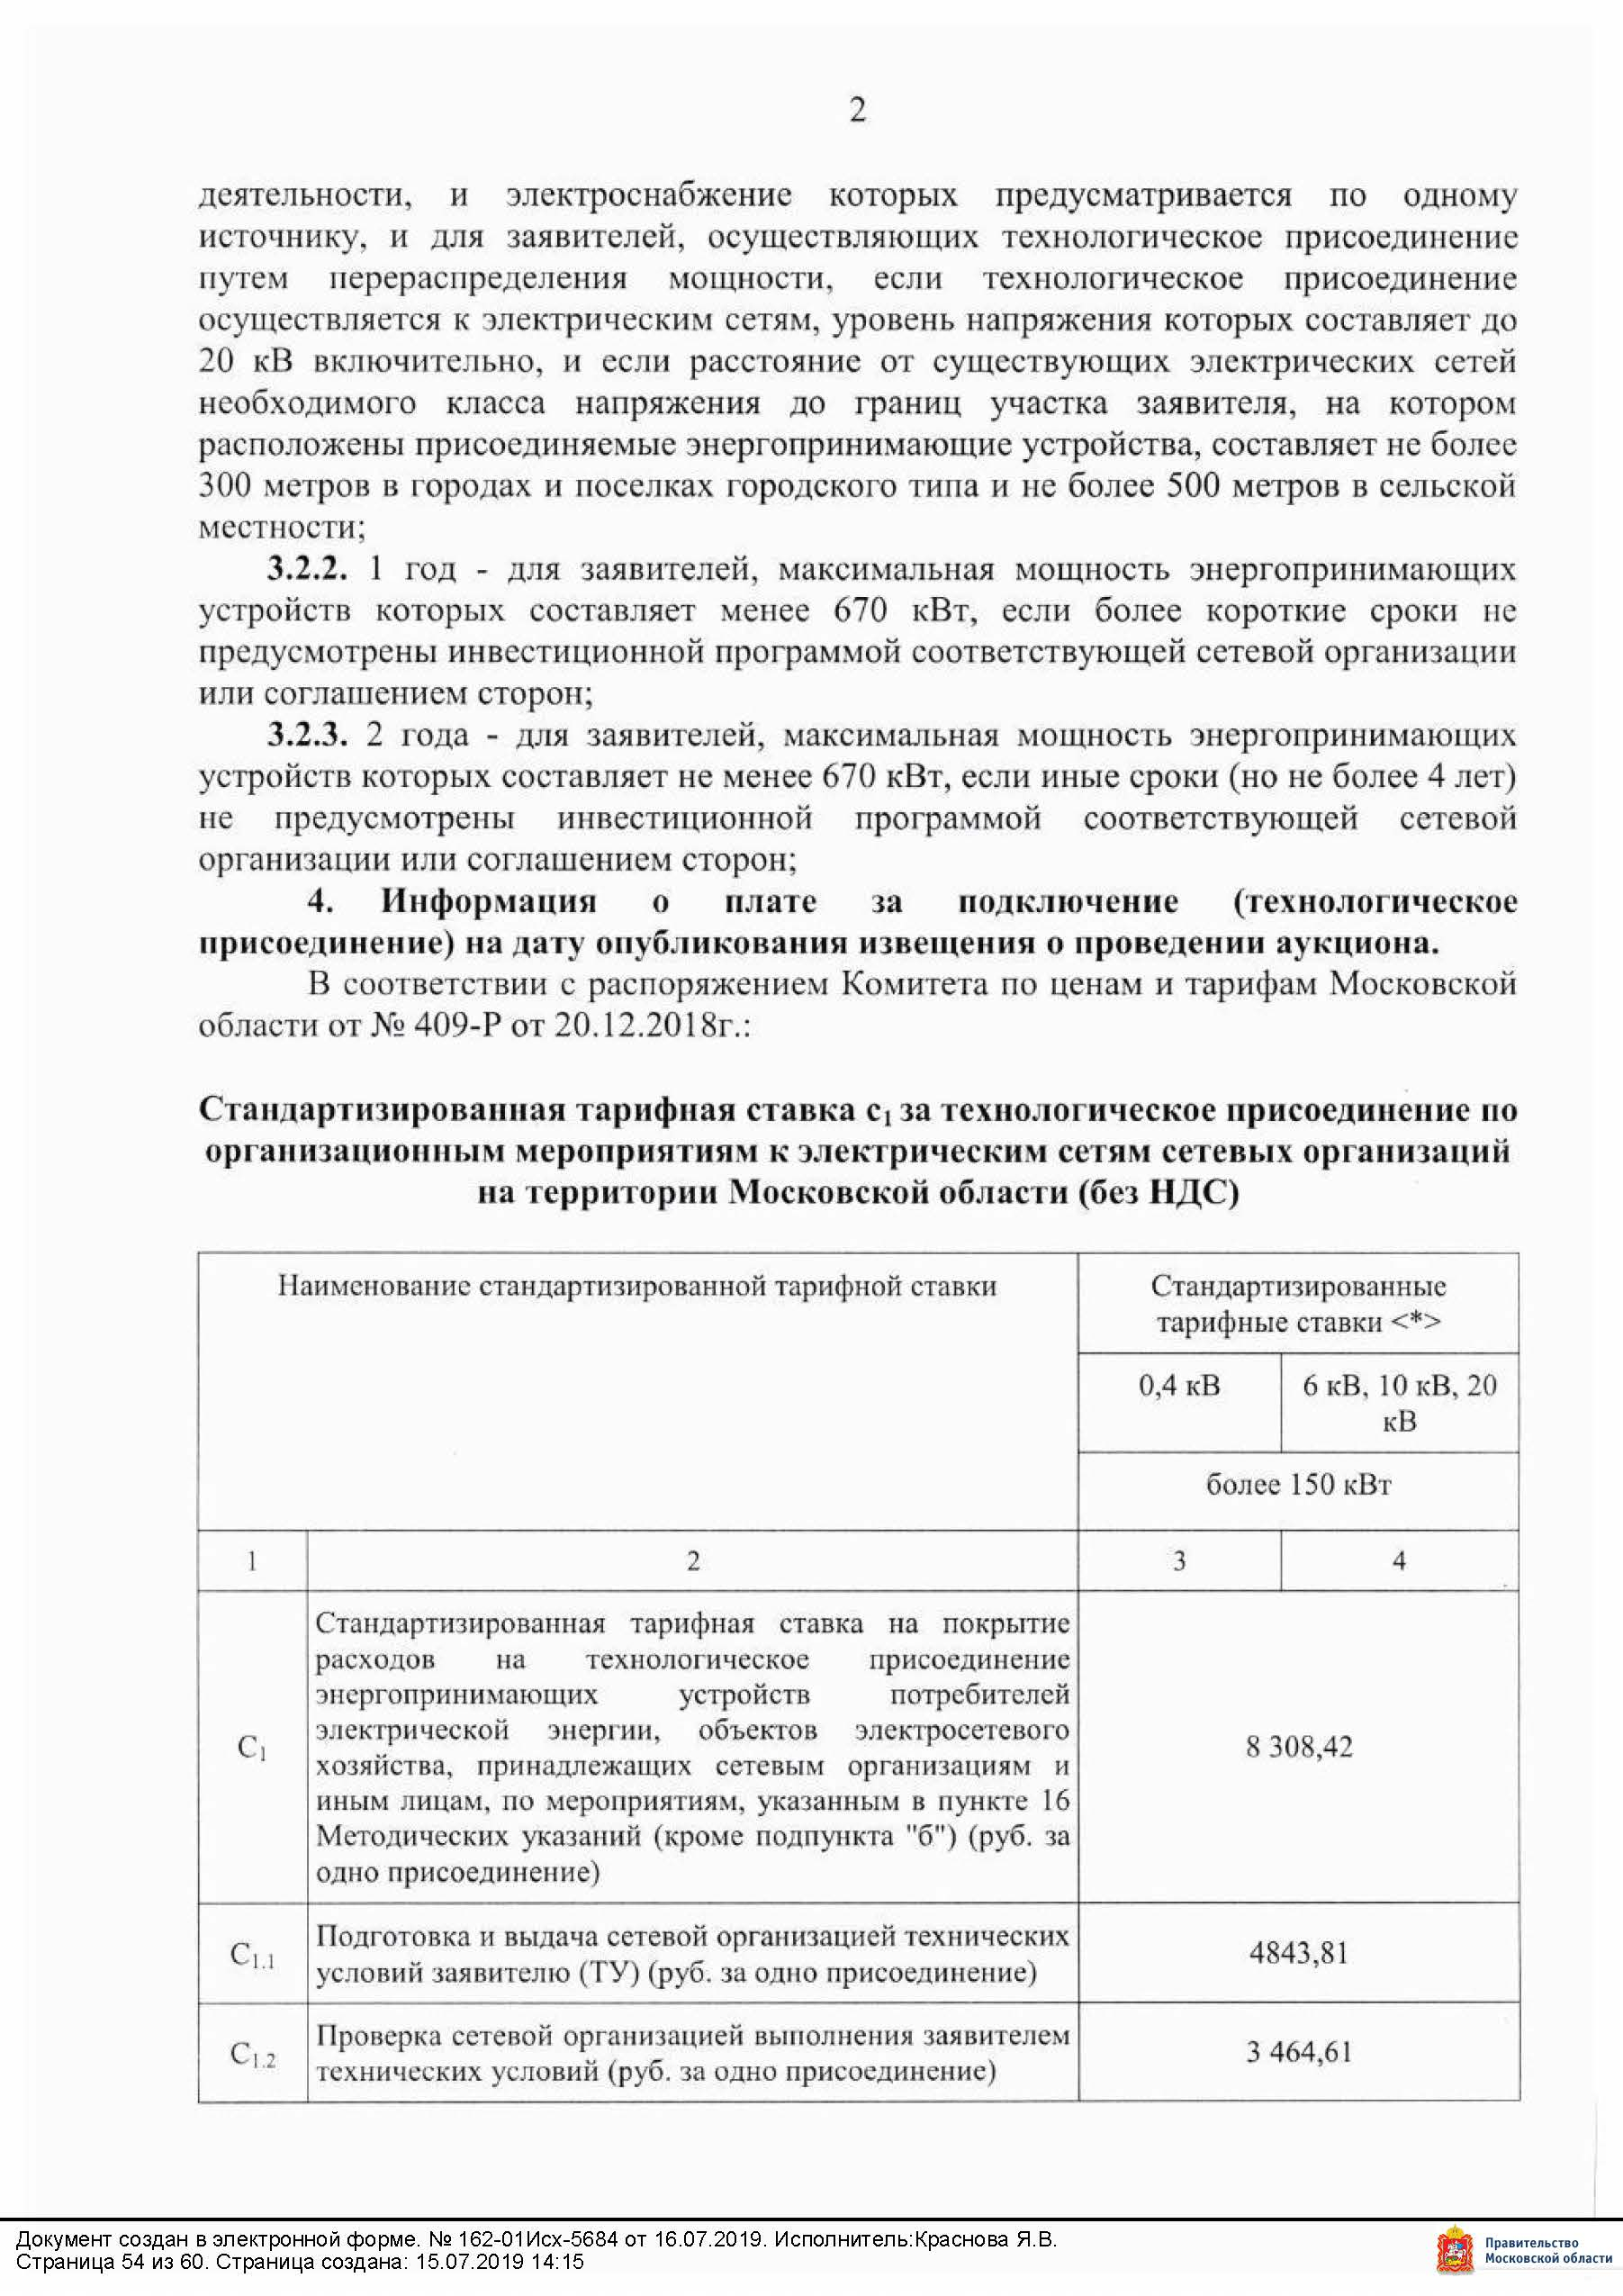 2
деятельности, и электроснабжение которых предусматривается по одному
источнику, и для заявителей, осуществляющих технологическое присоединение
путем перераспределения мощности, если технологическое присоединение
осуществляется к электрическим сетям, уровень напряжения которых составляет до
20 кВ включительно, и если расстояние от существующих электрических сетей
необходимого класса напряжения до границ участка заявителя, на котором
расположены присоединяемые энергопринимающие устройства, составляет не более
300 метров в городах и поселках городского типа и не более 500 метров в сельской
местности;
3.2.2. 1 год - для заявителей, максимальная мощность энергопринимающих
устройств которых составляет менее 670 кВт, если более короткие сроки не
предусмотрены инвестиционной программой соответствующей сетевой организации
или соглашением сторон;
3.2.3. 2 года - для заявителей, максимальная мощность энергопринимающих
устройств которых составляет не менее 670 кВт, если иные сроки (но не более 4 лет)
не предусмотрены инвестиционной программой соответствующей сетевой
организации или соглашением сторон;
4. Информация о плате за подключение (технологическое
присоединение) на дату опубликования извещения о проведении аукциона.
В соответствии с распоряжением Комитета по ценам и тарифам Московской
области от № 409-Р от 20.12.2018г.:
Стандартизированная тарифная ставка с1 за технологическое присоединение по
организационным мероприятиям к электрическим сетям сетевых организаций
на территории Московской области (без НДС)
Наименование стандартизированной тарифной ставки
Стандартизированные
тарифные ставки <*>
0,4 кВ
6 кВ, 10 кВ, 20
кВ
более 150 кВт
1 2 3 4
С1
Стандартизированная тарифная ставка на покрытие
расходов на технологическое присоединение
энергопринимающих устройств потребителей
электрической энергии, объектов электросетевого
хозяйства, принадлежащих сетевым организациям и
иным лицам, по мероприятиям, указанным в пункте 16
Методических указаний (кроме подпункта "б") (руб. за
одно присоединение)
8 308,42
С1.1
Подготовка и выдача сетевой организацией технических
условий заявителю (ТУ) (руб. за одно присоединение)
4843,81
С1.2
Проверка сетевой организацией выполнения заявителем
технических условий (руб. за одно присоединение)
3 464,61
Документ создан в электронной форме. № 162-01Исх-5684 от 16.07.2019. Исполнитель:Краснова Я.В.
Страница 54 из 60. Страница создана: 15.07.2019 14:15
Правительство
Московской области